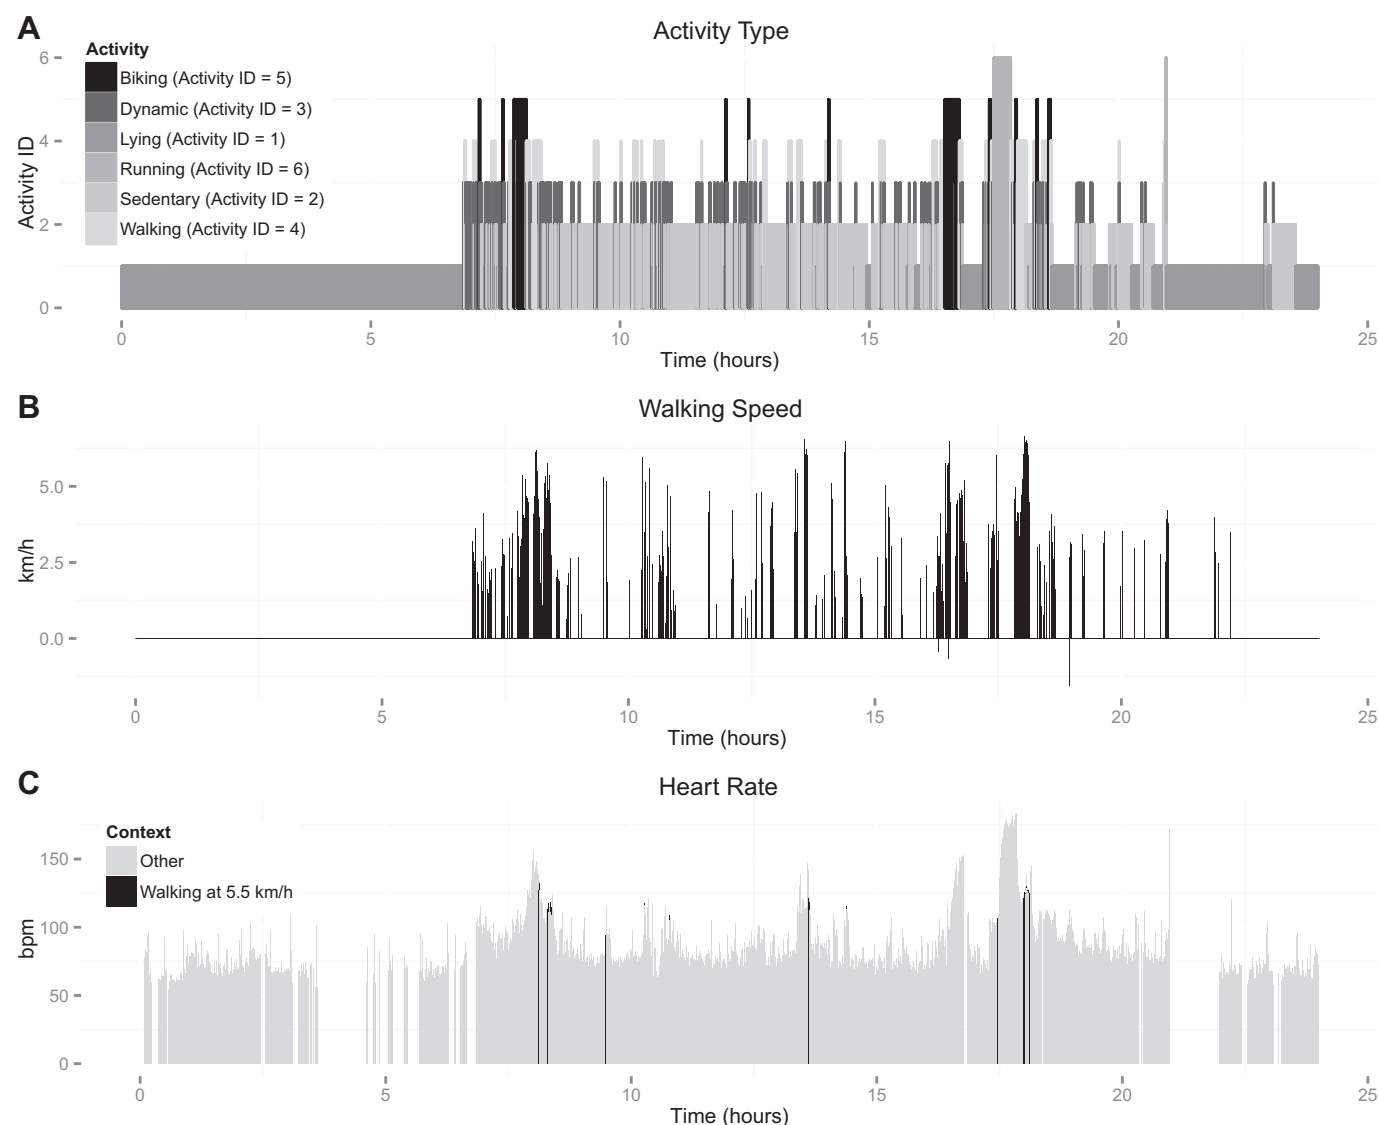 A
Activity Type
Activity
Biking (Activity ID = 5)
Dynamic (Activity ID = 3)
Lying (Activity ID = 1)
Running (Activity ID = 6)
Sedentary (Activity ID = 2)
Walking (Activity ID = 4)
Activity ID
6
4
2
0
0 5 10 15 20 25
Time (hours)
B
Walking Speed
km/h
5.0
2.5
0.0
0 5 10 15 20 25
Time (hours)
C
Heart Rate
Context
Other
Walking at 5.5 km/h
bpm
150
100
50
0
0 5 10 15 20 25
Time (hours)